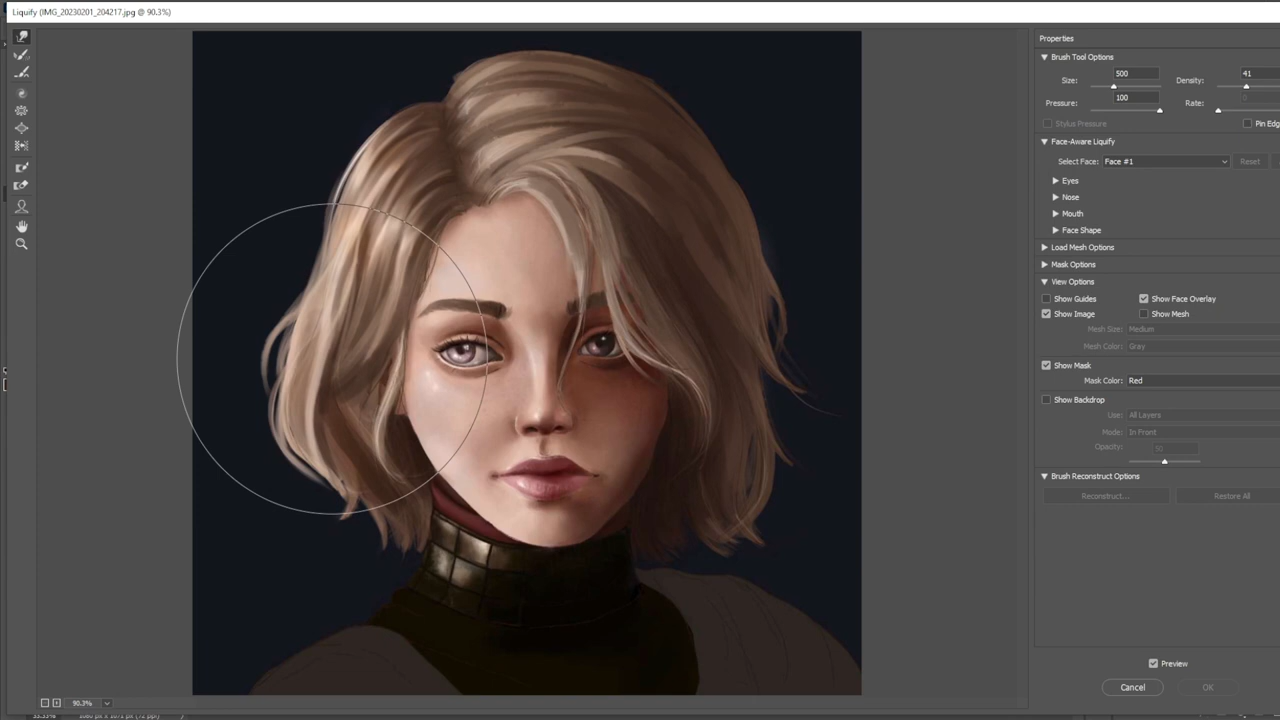 Liquify (IMG_20230201_204217.jpg @ 90.3%)
Properties
Brush Tool Options
Size: 500 Density: 41
Pressure: 100 Rate: 0
Stylus Pressure Pin Edg
Face-Aware Liquify
Select Face: Face #1 Reset
Eyes
Nose
Mouth
Face Shape
Load Mesh Options
Mask Options
View Options
Show Guides Show Face Overlay
Show Image Show Mesh
Mesh Size: Medium
Mesh Color: Gray
Show Mask
Mask Color: Red
Show Backdrop
Use: All Layers
Mode: In Front
Opacity: 50
Brush Reconstruct Options
Reconstruct... Restore All
Preview
Cancel OK
90.3%